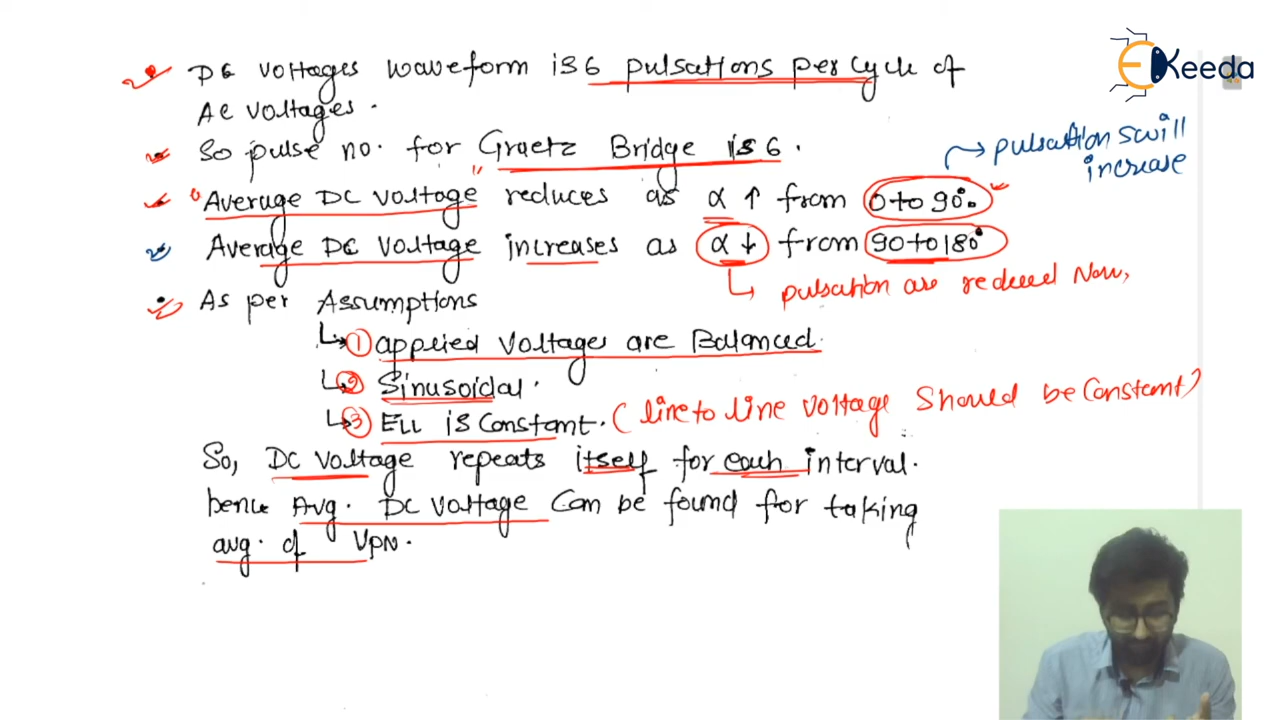 EKeeda
DC voltages waveform is 6 pulsations per cycle of
AC voltages.
So pulse no. for Graetz Bridge is 6.
pulsations will
increase
"Average DC voltage" reduces as α ↑ from 0 to 90°.
Average DC voltage increases as α ↓ from 90 to 180°
pulsation are reduced Now,
As per Assumptions
① applied voltages are Balanced.
② Sinusoidal.
③ ELL is Constant. (line to line voltage should be Constant)
So, DC voltage repeats itself for each interval.
hence Avg. DC voltage Can be found for taking
avg. of VPN.